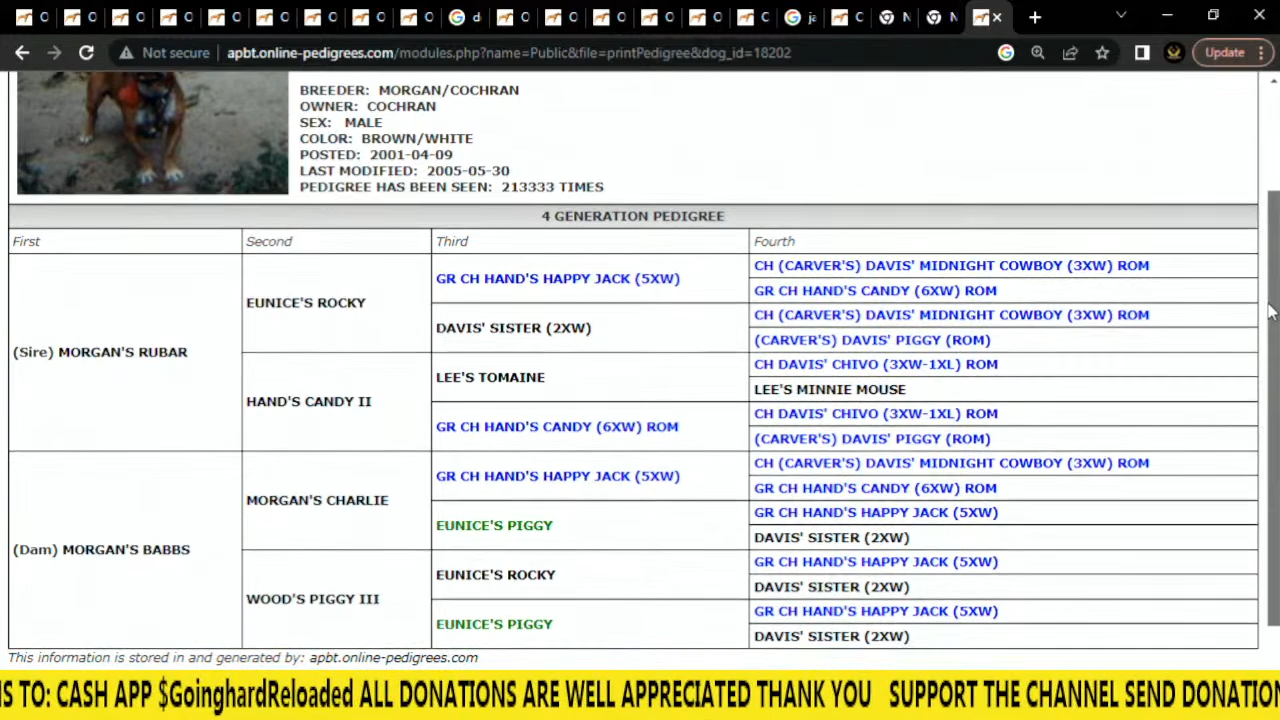 Not secure
apbt.online-pedigrees.com/modules.php?name=Public&file=printPedigree&dog_id=18202
Update
BREEDER: MORGAN/COCHRAN
OWNER: COCHRAN
SEX: MALE
COLOR: BROWN/WHITE
POSTED: 2001-04-09
LAST MODIFIED: 2005-05-30
PEDIGREE HAS BEEN SEEN: 213333 TIMES
4 GENERATION PEDIGREE
First Second Third Fourth
(Sire) MORGAN'S RUBAR
EUNICE'S ROCKY
GR CH HAND'S HAPPY JACK (5XW)
CH (CARVER'S) DAVIS' MIDNIGHT COWBOY (3XW) ROM
GR CH HAND'S CANDY (6XW) ROM
DAVIS' SISTER (2XW)
CH (CARVER'S) DAVIS' MIDNIGHT COWBOY (3XW) ROM
(CARVER'S) DAVIS' PIGGY (ROM)
HAND'S CANDY II
LEE'S TOMAINE
CH DAVIS' CHIVO (3XW-1XL) ROM
LEE'S MINNIE MOUSE
GR CH HAND'S CANDY (6XW) ROM
CH DAVIS' CHIVO (3XW-1XL) ROM
(CARVER'S) DAVIS' PIGGY (ROM)
(Dam) MORGAN'S BABBS
MORGAN'S CHARLIE
GR CH HAND'S HAPPY JACK (5XW)
CH (CARVER'S) DAVIS' MIDNIGHT COWBOY (3XW) ROM
GR CH HAND'S CANDY (6XW) ROM
EUNICE'S PIGGY
GR CH HAND'S HAPPY JACK (5XW)
DAVIS' SISTER (2XW)
WOOD'S PIGGY III
EUNICE'S ROCKY
GR CH HAND'S HAPPY JACK (5XW)
DAVIS' SISTER (2XW)
EUNICE'S PIGGY
GR CH HAND'S HAPPY JACK (5XW)
DAVIS' SISTER (2XW)
This information is stored in and generated by: apbt.online-pedigrees.com
TO: CASH APP $GoinghardReloaded ALL DONATIONS ARE WELL APPRECIATED THANK YOU SUPPORT THE CHANNEL SEND